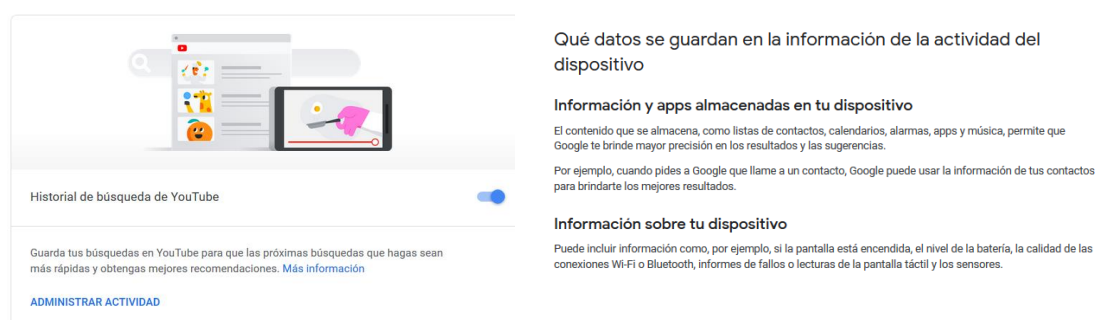 Historial de búsqueda de YouTube
Guarda tus búsquedas en YouTube para que las próximas búsquedas que hagas sean
más rápidas y obtengas mejores recomendaciones. Más información
ADMINISTRAR ACTIVIDAD
Qué datos se guardan en la información de la actividad del
dispositivo
Información y apps almacenadas en tu dispositivo
El contenido que se almacena, como listas de contactos, calendarios, alarmas, apps y música, permite que
Google te brinde mayor precisión en los resultados y las sugerencias.
Por ejemplo, cuando pides a Google que llame a un contacto, Google puede usar la información de tus contactos
para brindarte los mejores resultados.
Información sobre tu dispositivo
Puede incluir información como, por ejemplo, si la pantalla está encendida, el nivel de la batería, la calidad de las
conexiones Wi-Fi o Bluetooth, informes de fallos o lecturas de la pantalla táctil y los sensores.